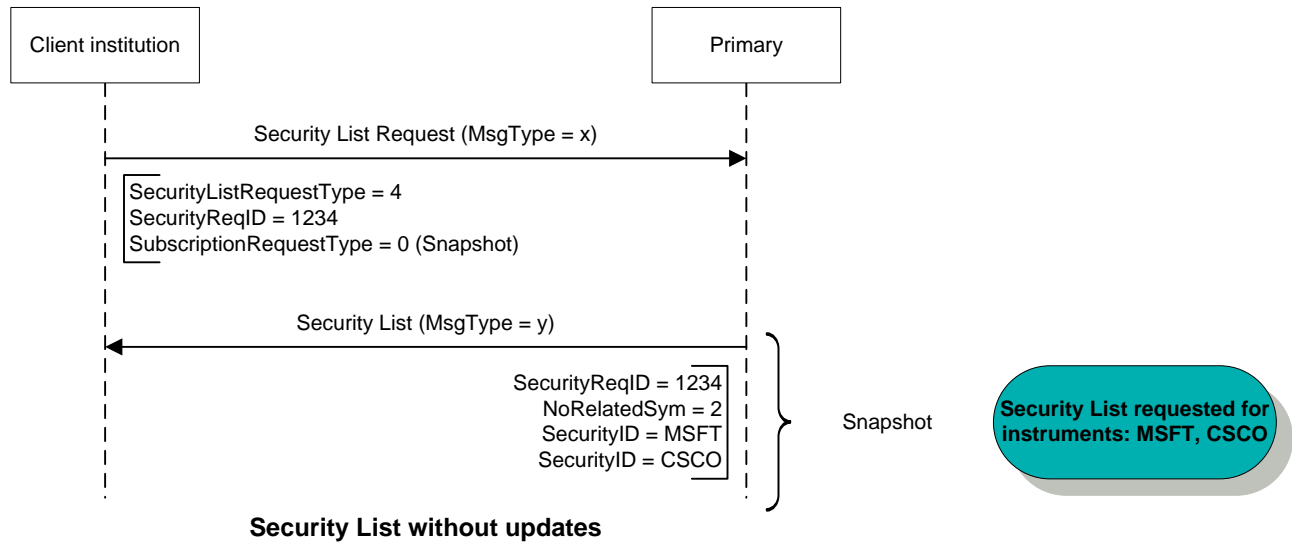 Client institution
Primary
Security List Request (MsgType = x)
SecurityListRequestType = 4
SecurityReqID = 1234
SubscriptionRequestType = 0 (Snapshot)
Security List (MsgType = y)
SecurityReqID = 1234
NoRelatedSym = 2
SecurityID = MSFT
SecurityID = CSCO
Snapshot
Security List requested for
instruments: MSFT, CSCO
Security List without updates